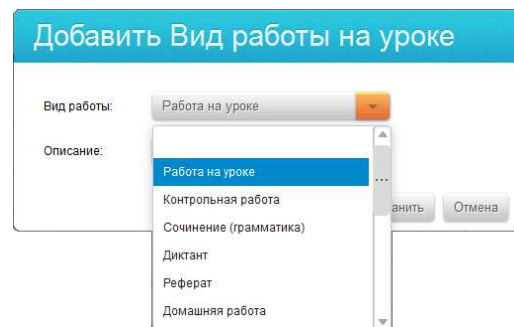 Добавить Вид работы на уроке
Вид работы:
Работа на уроке
Описание:
Работа на уроке
Контрольная работа
Сочинение (грамматика)
Диктант
Реферат
Домашняя работа
анить
Отмена